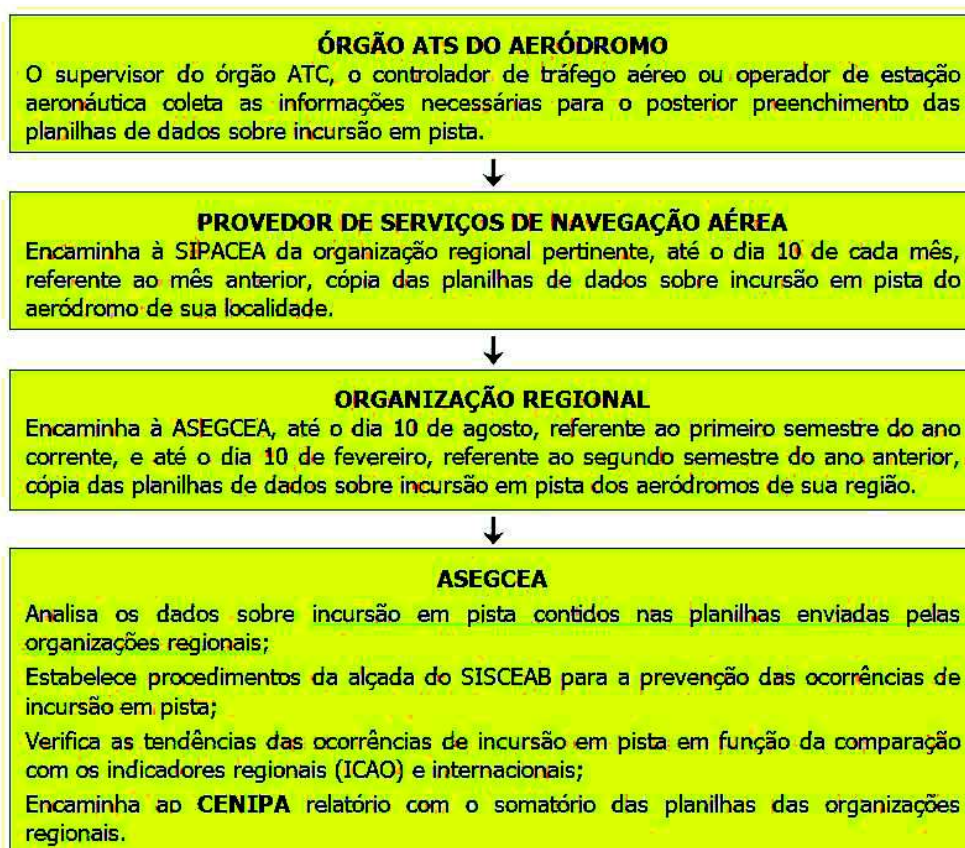 ÓRGÃO ATS DO AERÓDROMO
O supervisor do órgão ATC, o controlador de tráfego aéreo ou operador de estação
aeronáutica coleta as informações necessárias para o posterior preenchimento das
planilhas de dados sobre incursão em pista.
PROVEDOR DE SERVIÇOS DE NAVEGAÇÃO AÉREA
Encaminha à SIPACEA da organização regional pertinente, até o dia 10 de cada mês,
referente ao mês anterior, cópia das planilhas de dados sobre incursão em pista do
aeródromo de sua localidade.
ORGANIZAÇÃO REGIONAL
Encaminha à ASEGCEA, até o dia 10 de agosto, referente ao primeiro semestre do ano
corrente, e até o dia 10 de fevereiro, referente ao segundo semestre do ano anterior,
cópia das planilhas de dados sobre incursão em pista dos aeródromos de sua região.
ASEGCEA
Analisa os dados sobre incursão em pista contidos nas planilhas enviadas pelas
organizações regionais;
Estabelece procedimentos da alçada do SISCEAB para a prevenção das ocorrências de
incursão em pista;
Verifica as tendências das ocorrências de incursão em pista em função da comparação
com os indicadores regionais (ICAO) e internacionais;
Encaminha ao CENIPA relatório com o somatório das planilhas das organizações
regionais.